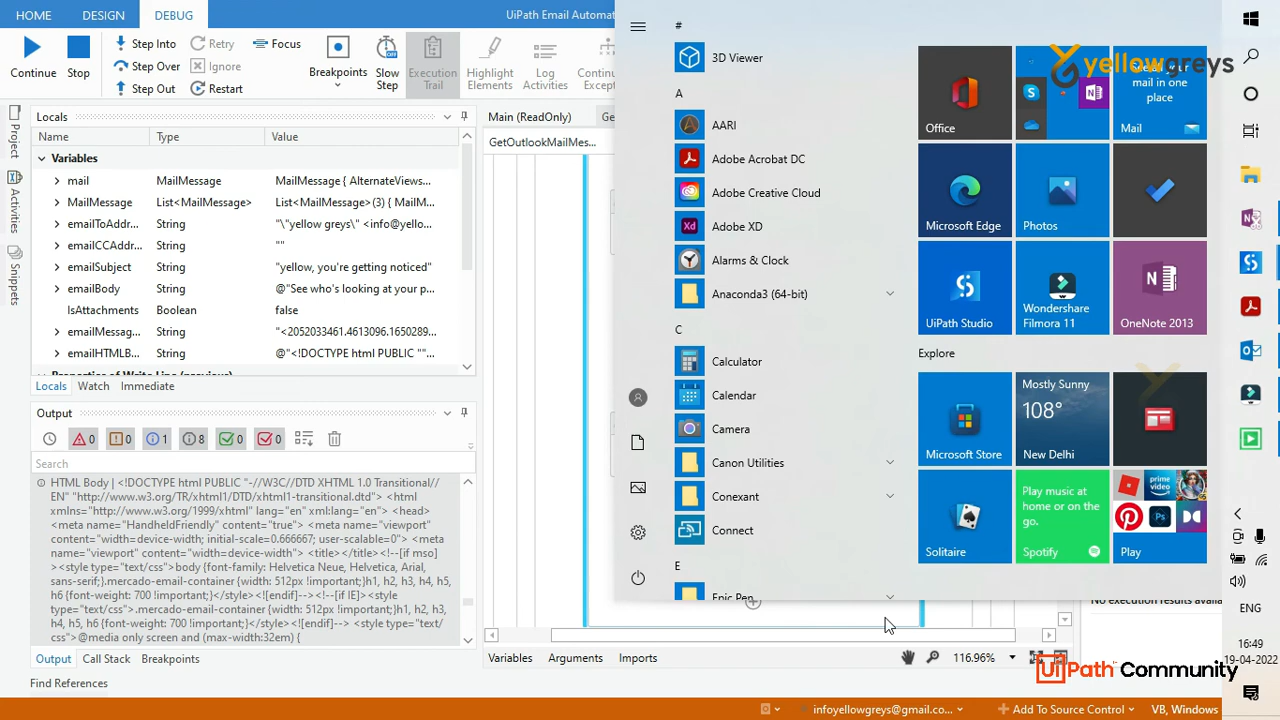 HOME DESIGN DEBUG UiPath Email Automa
Continue
Stop
Step Into
Step Over
Step Out
Retry
Ignore
Restart
Focus
Breakpoints
Slow Step
Execution Trail
Highlight Elements
Log Activities
Project
Activities
Snippets
Locals
Name Type Value
Variables
mail MailMessage MailMessage { AlternateViews...
MailMessage List<MailMessage> List<MailMessage>(3) { MailM...
emailToAddr... String "\"yellow greys\" <info@yello...
emailCCAddr... String ""
emailSubject String "yellow, you're getting noticed"
emailBody String @"See who's looking at your p...
IsAttachments Boolean false
emailMessag... String "<2052033461.4613096.1650289...
emailHTMLB... String @"<!DOCTYPE html PUBLIC ""-...
Locals Watch Immediate
Output
0 0 1 8 0 0
Search
HTML Body | <!DOCTYPE html PUBLIC "-//W3C//DTD XHTML 1.0 Transitional//
EN" "http://www.w3.org/TR/xhtml1/DTD/xhtml1-transitional.dtd"> <html
xmlns="http://www.w3.org/1999/xhtml" lang="en" xml:lang="en"> <head>
<meta name="HandheldFriendly" content="true"> <meta name="viewport"
content="width=device-width; initial-scale=0.666667; user-scalable=0"> <meta
name="viewport" content="width=device-width"> <title></title><!--[if mso]
><style type="text/css">body {font-family: Helvetica Neue, Helvetica, Arial,
sans-serif;}.mercado-email-container {width: 512px !important;}h1, h2, h3, h4, h5,
h6 {font-weight: 700 !important;}</style><![endif]--> <!--[if IE]><style
type="text/css">.mercado-email-container {width: 512px !important;}h1, h2, h3,
h4, h5, h6 {font-weight: 700 !important;}</style><![endif]--> <style
type="text/css">@media only screen and (max-width:32em) {
Output Call Stack Breakpoints
Find References
Main (ReadOnly) Ge
GetOutlookMailMes...
#
3D Viewer
A
AARI
Adobe Acrobat DC
Adobe Creative Cloud
Adobe XD
Alarms & Clock
Anaconda3 (64-bit)
C
Calculator
Calendar
Camera
Canon Utilities
Conexant
Connect
E
Epic Pen
yellowgreys
Office
mail in one
place
Mail
Microsoft Edge
Photos
UiPath Studio
Wondershare
Filmora 11
OneNote 2013
Explore
Microsoft Store
Mostly Sunny
108°
New Delhi
Solitaire
Play music at
home or on the
go.
Spotify
Play
No execution results available
Variables Arguments Imports 116.96%
UiPath Community
infoyellowgreys@gmail.co... Add To Source Control VB, Windows
ENG
16:49
19-04-2022